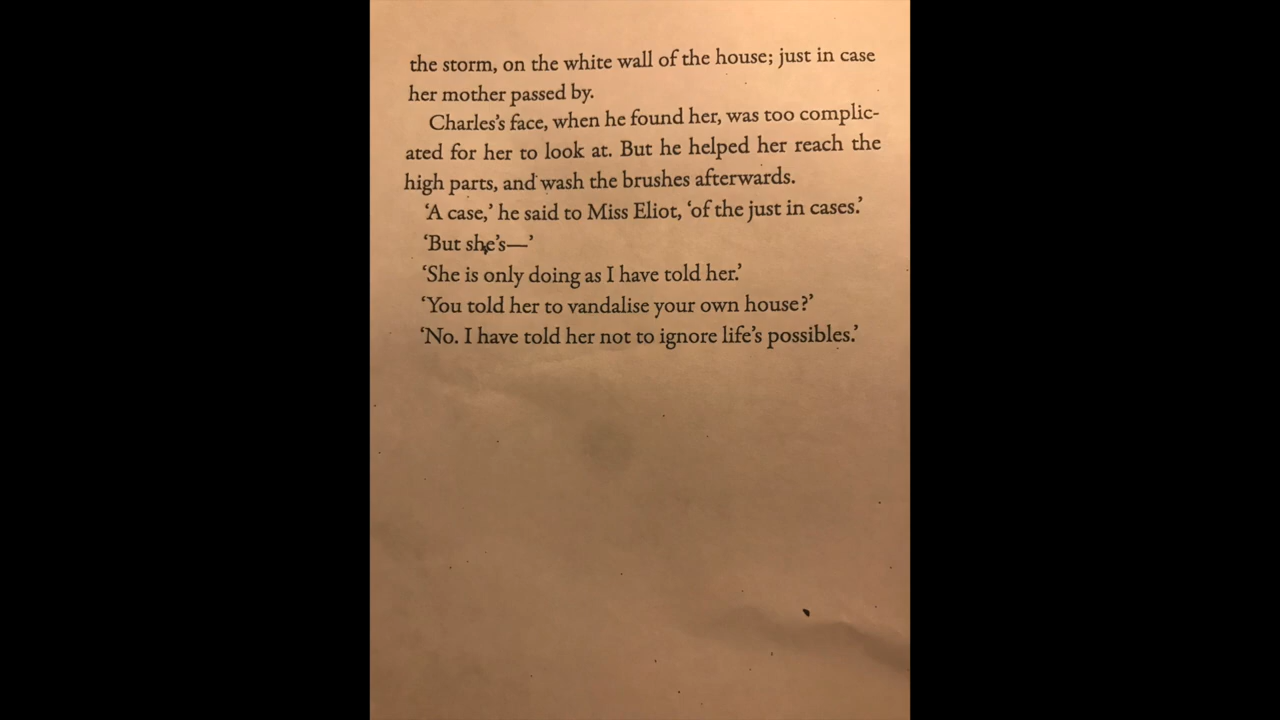 the storm, on the white wall of the house; just in case
her mother passed by.
Charles’s face, when he found her, was too complic-
ated for her to look at. But he helped her reach the
high parts, and wash the brushes afterwards.
‘A case,’ he said to Miss Eliot, ‘of the just in cases.’
‘But she’s—’
‘She is only doing as I have told her.’
‘You told her to vandalise your own house?’
‘No. I have told her not to ignore life’s possibles.’